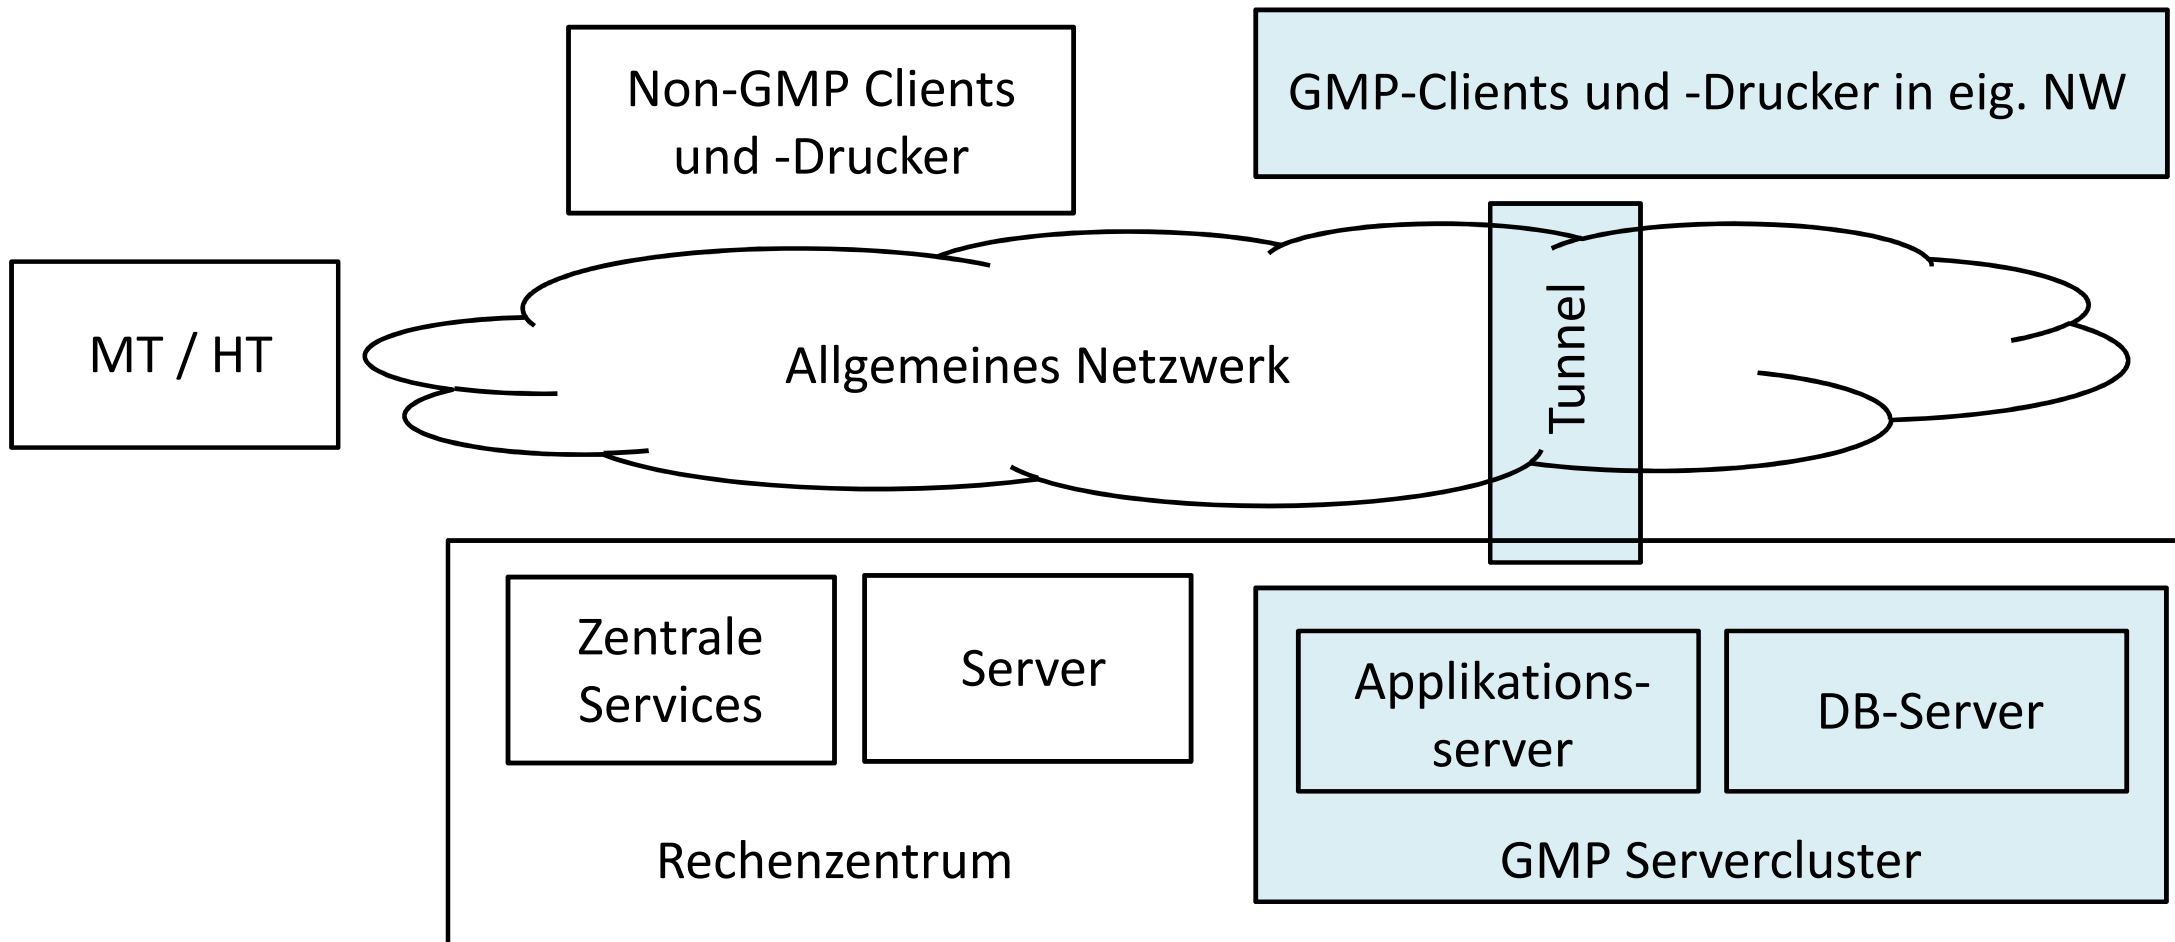 Non-GMP Clients
und -Drucker
GMP-Clients und -Drucker in eig. NW
MT / HT
Allgemeines Netzwerk
Tunnel
Zentrale
Services
Server
Applikations-
server
DB-Server
Rechenzentrum
GMP Servercluster